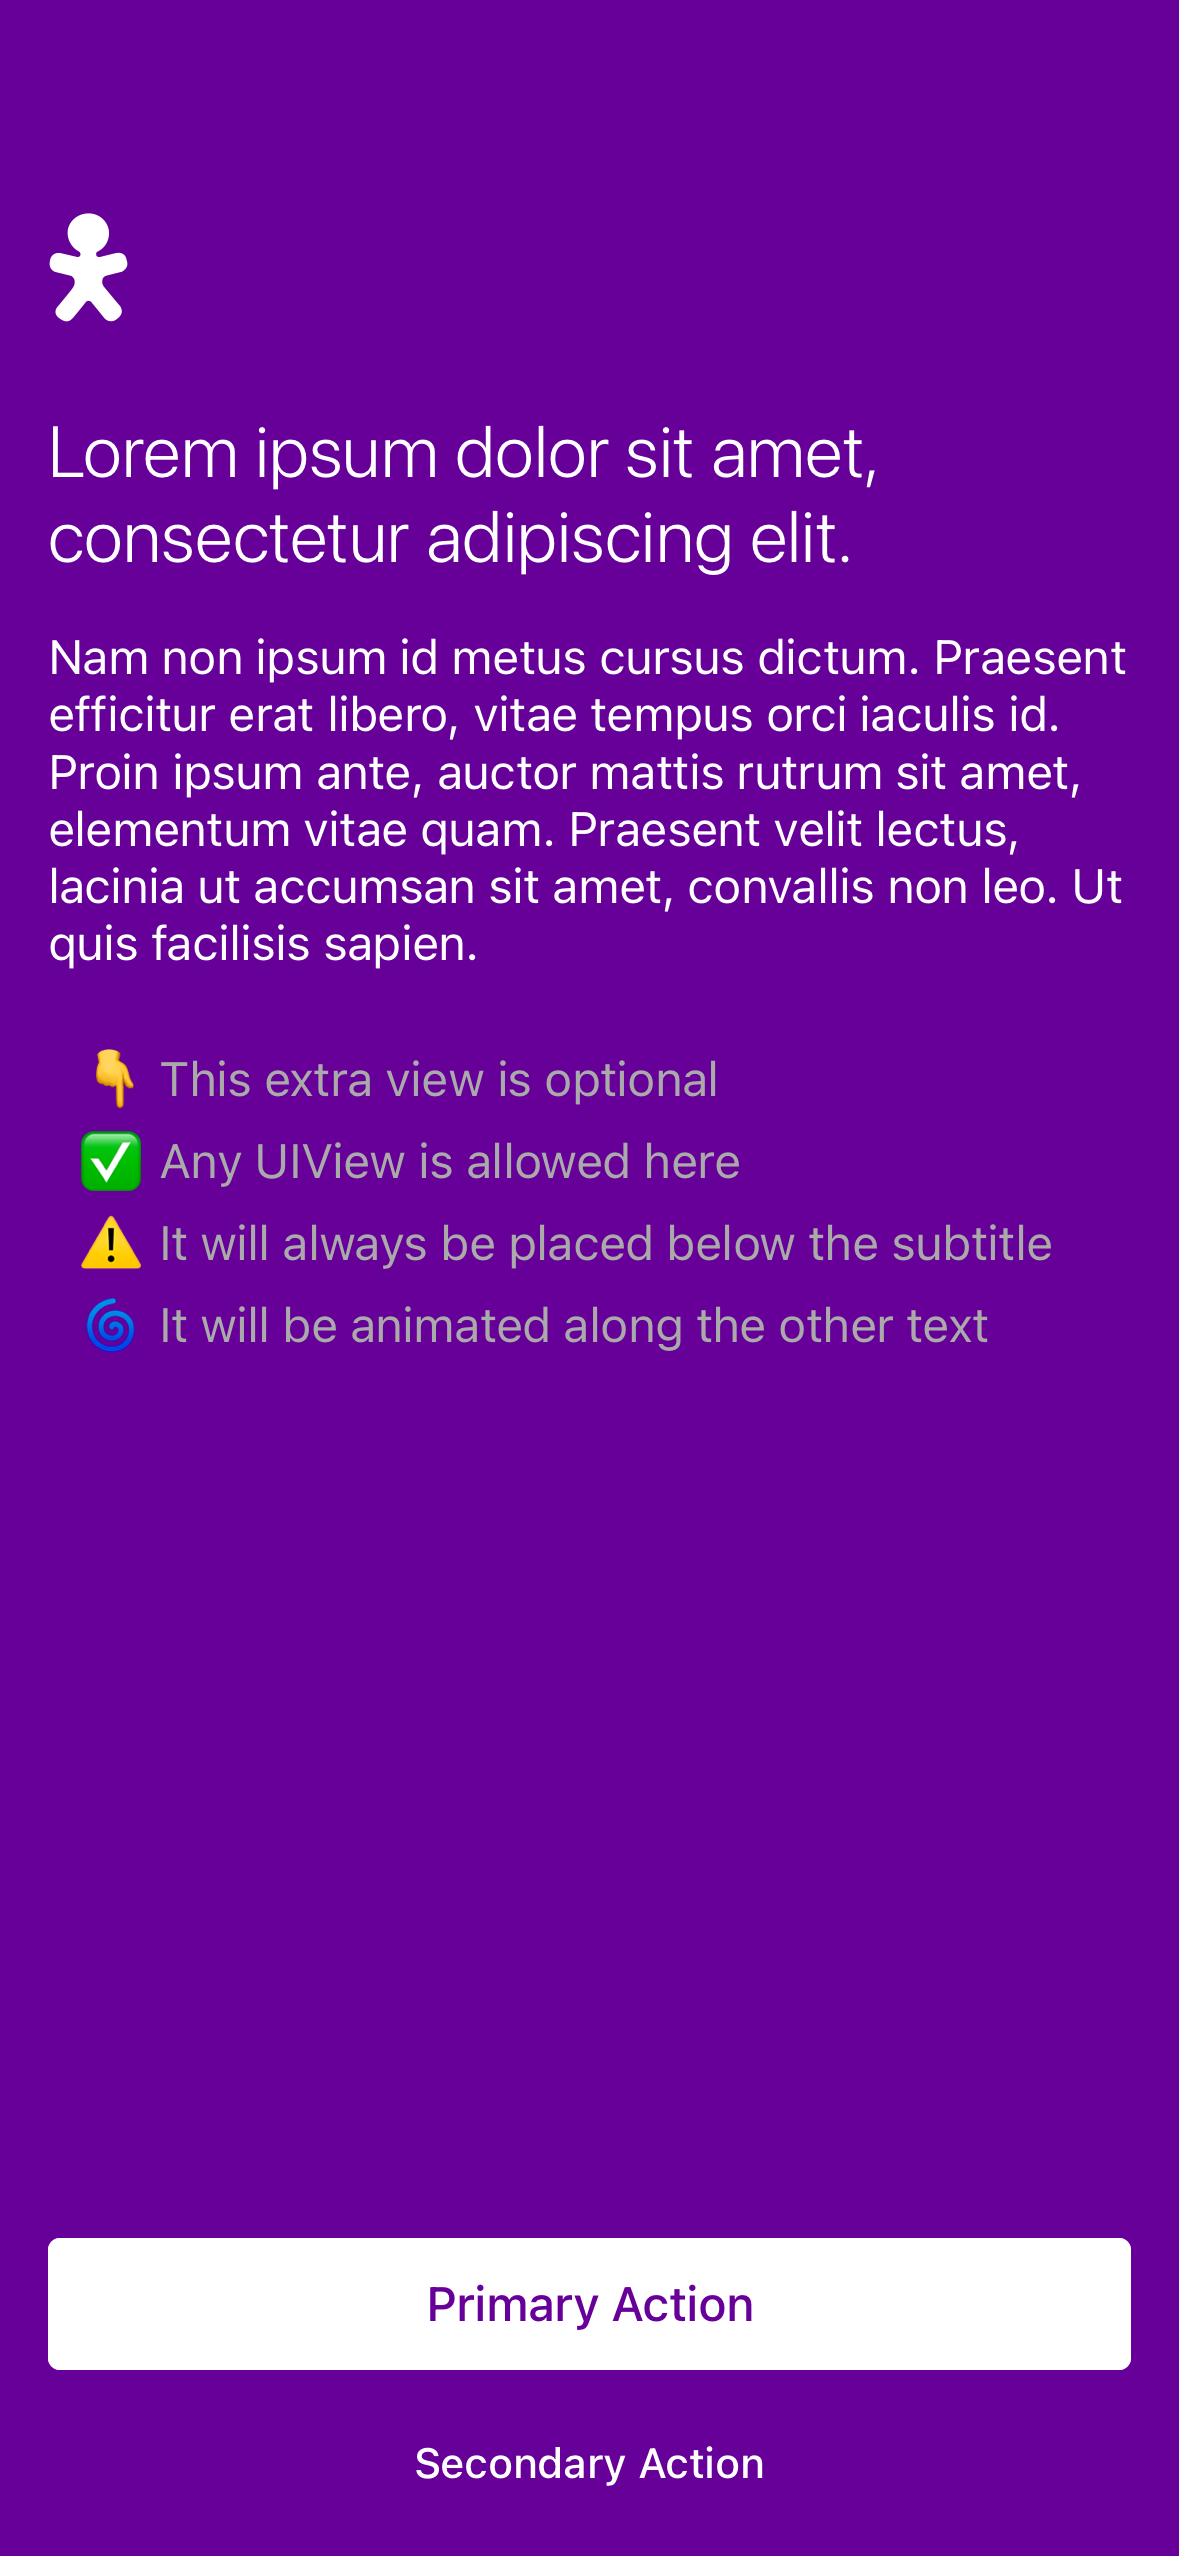 Lorem ipsum dolor sit amet,
consectetur adipiscing elit.
Nam non ipsum id metus cursus dictum. Praesent
efficitur erat libero, vitae tempus orci iaculis id.
Proin ipsum ante, auctor mattis rutrum sit amet,
elementum vitae quam. Praesent velit lectus,
lacinia ut accumsan sit amet, convallis non leo. Ut
quis facilisis sapien.
👇 This extra view is optional
✅ Any UIView is allowed here
⚠️ It will always be placed below the subtitle
🌀 It will be animated along the other text
Primary Action
Secondary Action